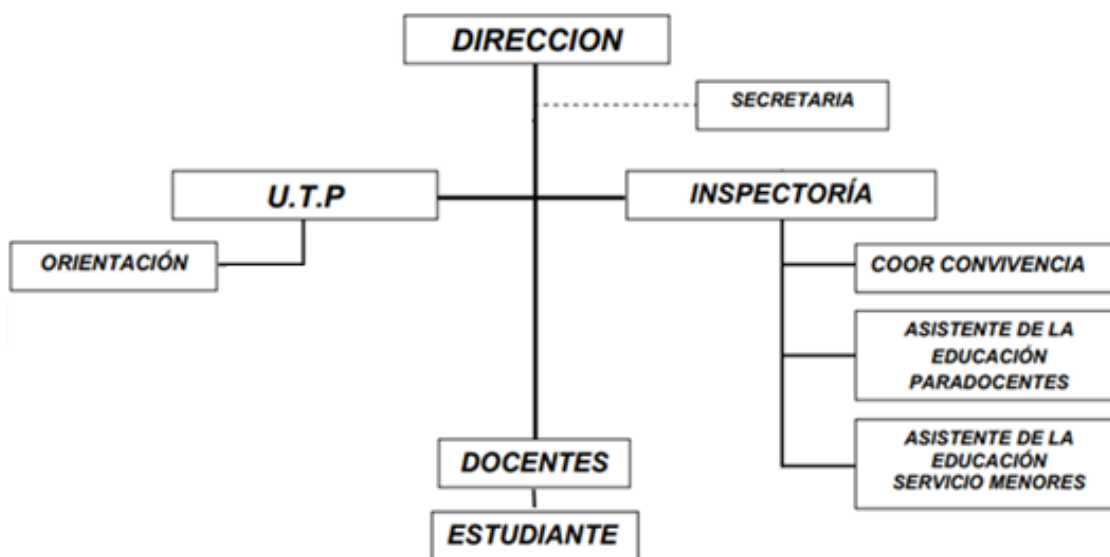 DIRECCION
SECRETARIA
U.T.P
INSPECTORÍA
ORIENTACIÓN
COOR CONVIVENCIA
ASISTENTE DE LA
EDUCACIÓN
PARADOCENTES
ASISTENTE DE LA
EDUCACIÓN
SERVICIO MENORES
DOCENTES
ESTUDIANTE